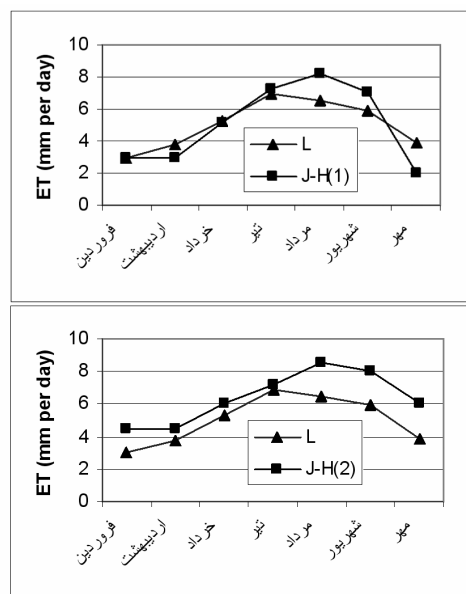 ET (mm per day)
10
8
6
4
2
0
L
J-H(1)
فروردین
اردیبهشت
خرداد
تیر
مرداد
شهریور
مهر
ET (mm per day)
10
8
6
4
2
0
L
J-H(2)
فروردین
اردیبهشت
خرداد
تیر
مرداد
شهریور
مهر